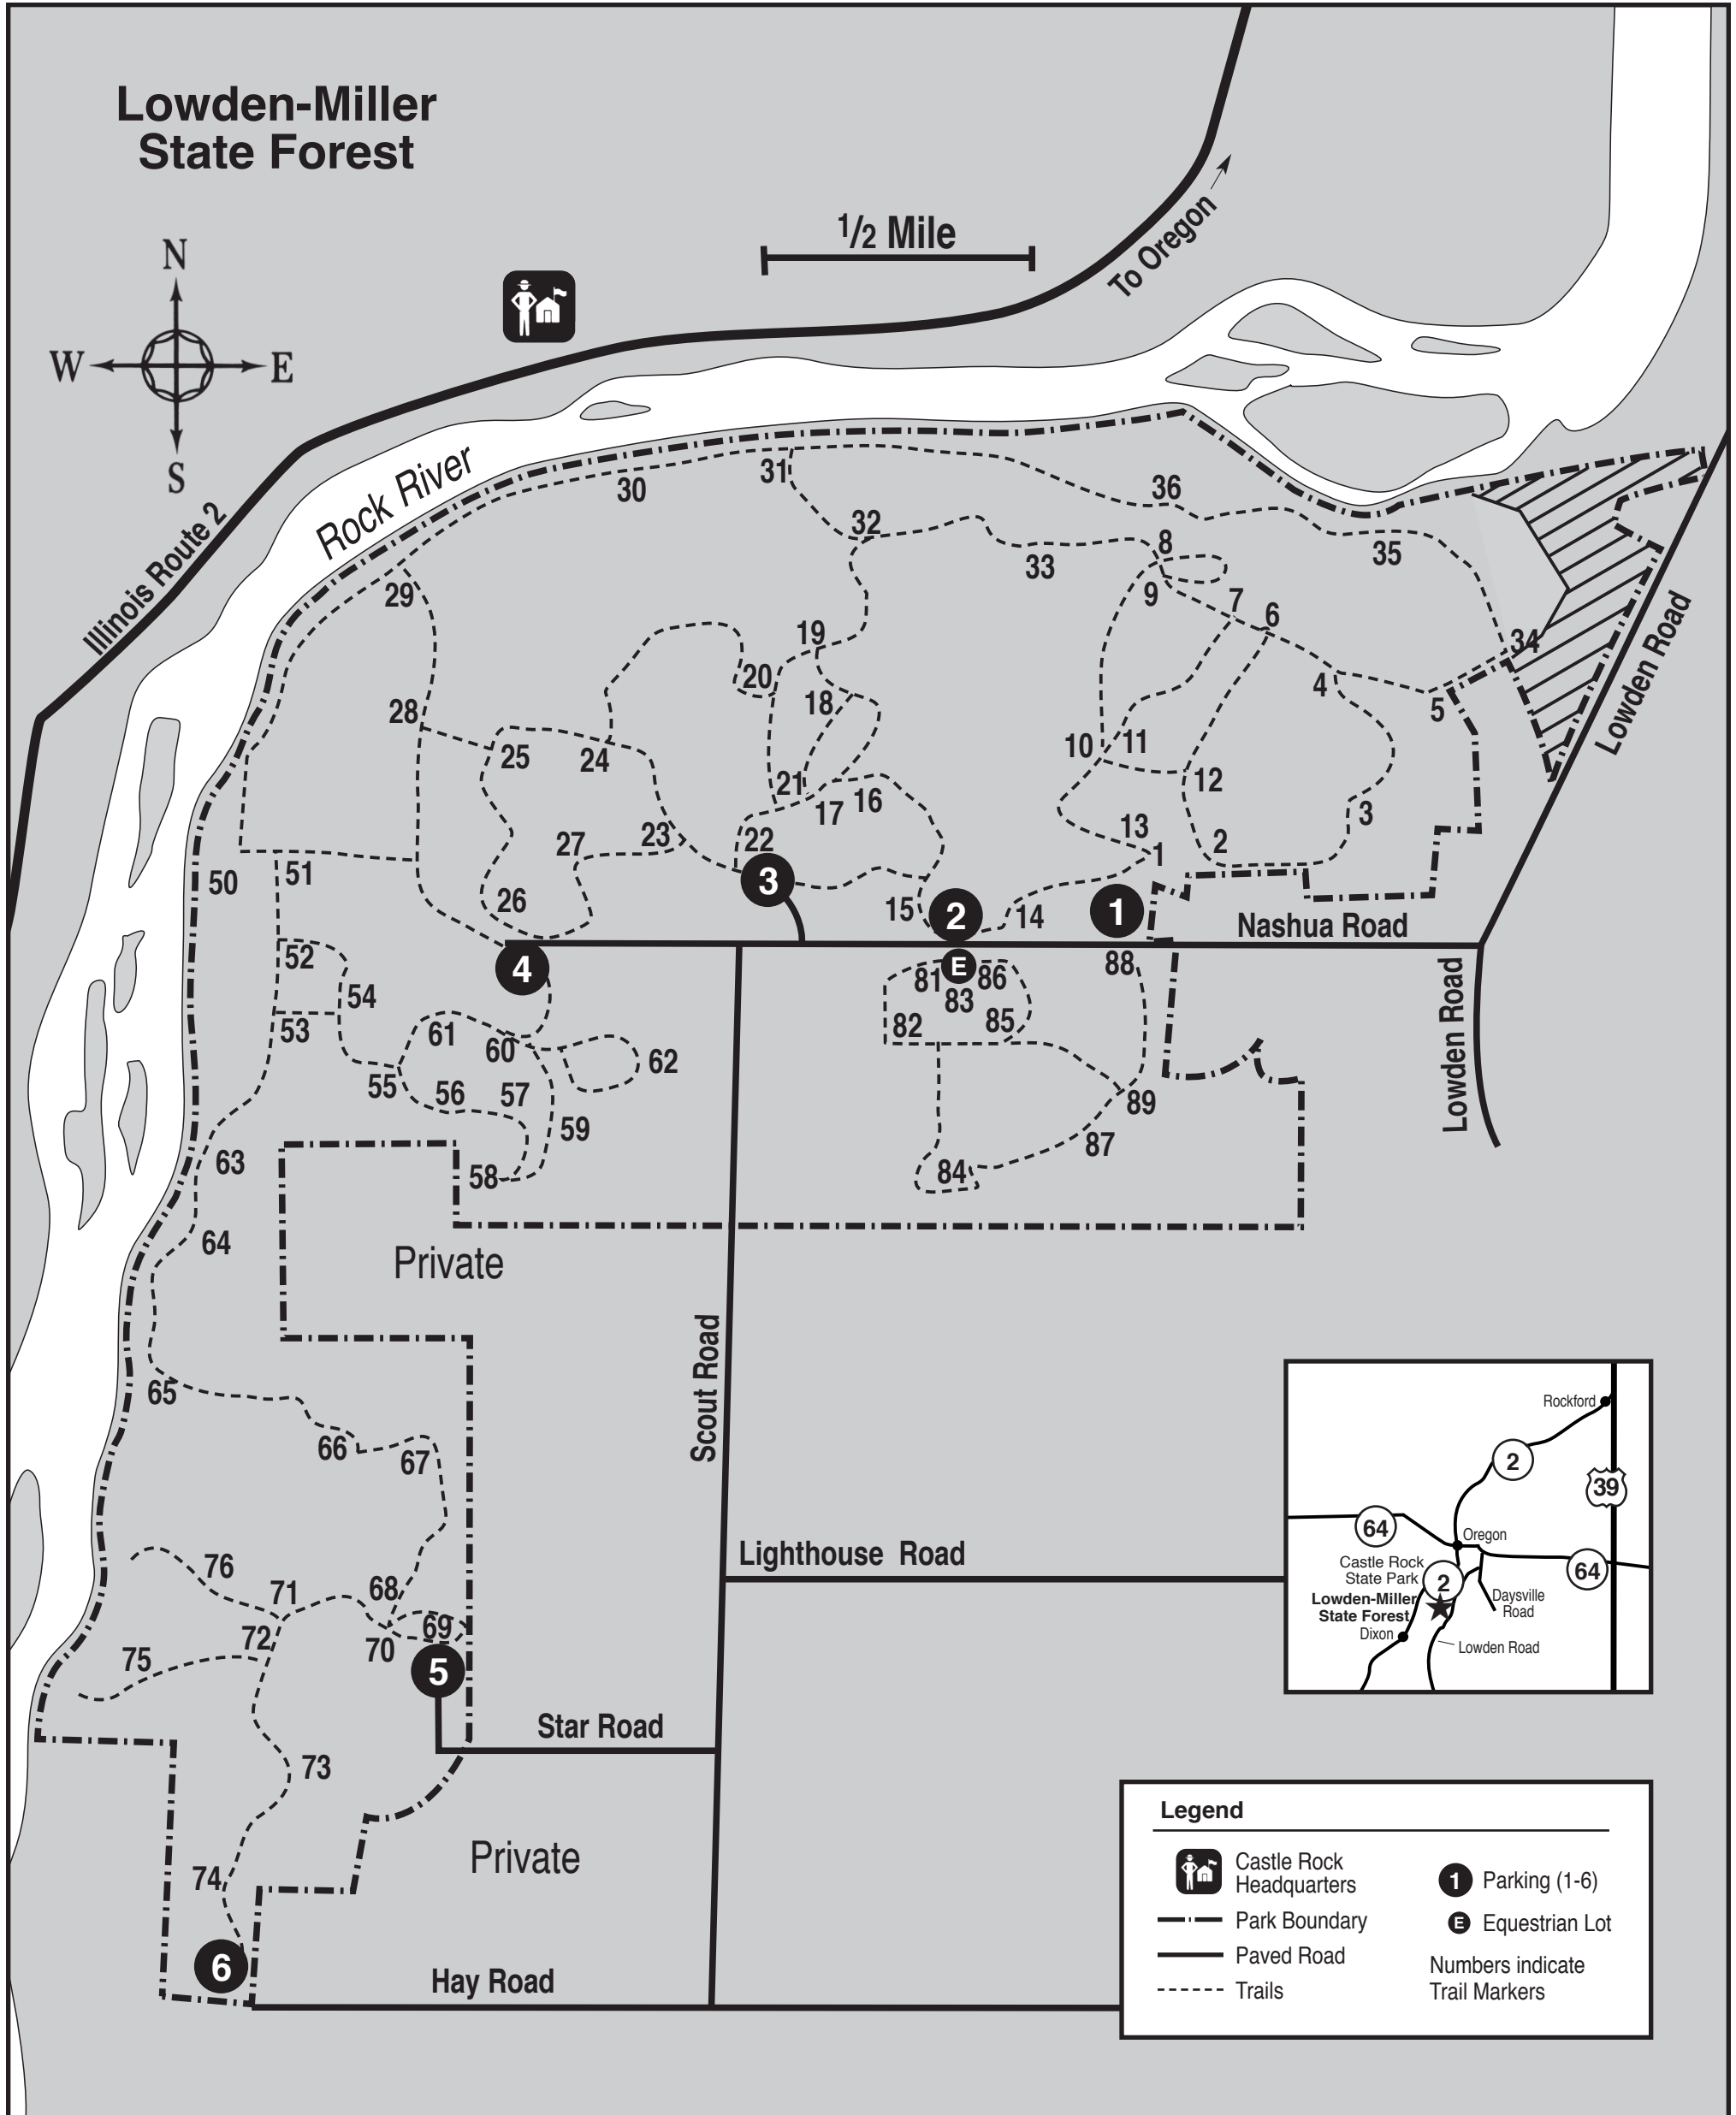 Lowden-Miller
State Forest
N
W
E
S
1/2 Mile
To Oregon
Illinois Route 2
Rock River
31
30
32
36
35
33
8
9
7
6
29
19
34
20
4
18
5
28
25
24
10
11
21
12
17
16
3
22
13
2
27
23
1
51
50
3
26
15
2
14
1
Nashua Road
Lowden Road
52
4
E
81
86
83
88
54
53
61
82
85
60
62
55
56
57
89
59
87
63
58
84
Lowden Road
64
Private
Scout Road
65
66
67
Lighthouse Road
76
71
68
69
72
70
75
5
Star Road
73
Private
74
6
Hay Road
Rockford
2
39
64
Oregon
Castle Rock
State Park
2
64
Lowden-Miller
State Forest
Daysville
Road
Dixon
Lowden Road
Legend
Castle Rock
Headquarters
1 Parking (1-6)
Park Boundary
E Equestrian Lot
Paved Road
Numbers indicate
Trail Markers
Trails